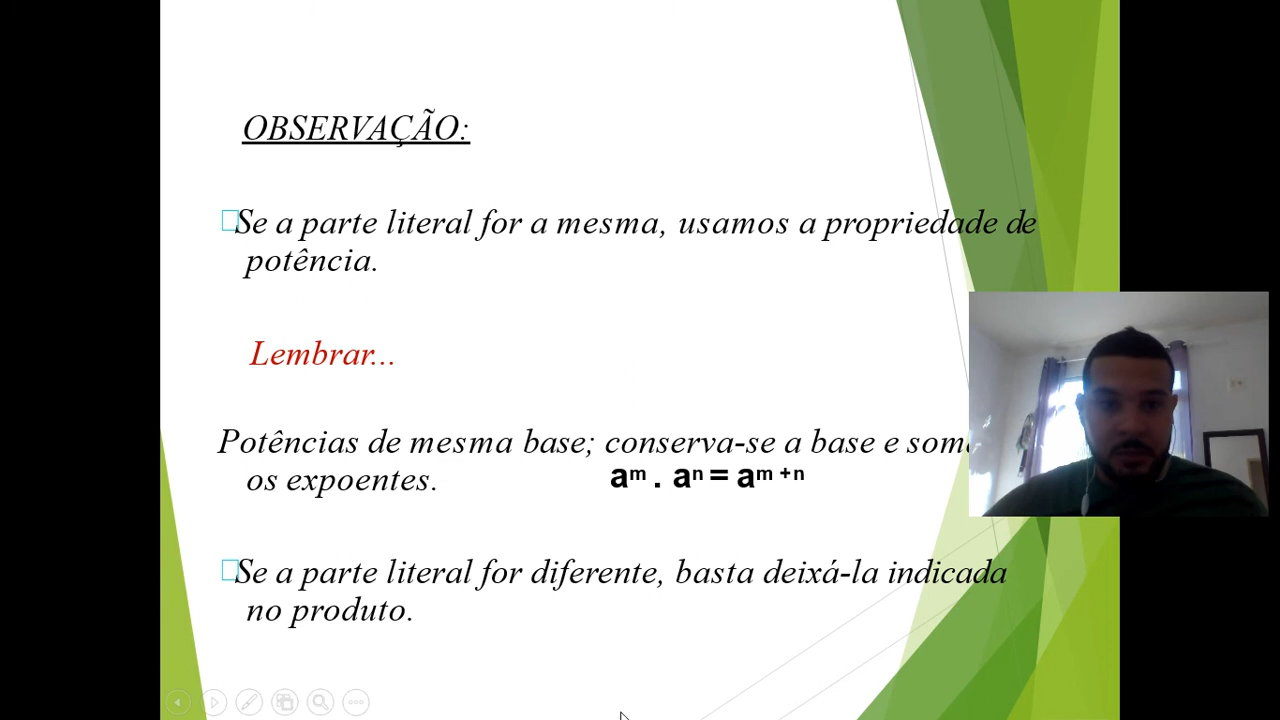 OBSERVAÇÃO:
Se a parte literal for a mesma, usamos a propriedade de
potência.
Lembrar...
Potências de mesma base; conserva-se a base e
os expoentes.
aᵐ . aⁿ = aᵐ ⁺ ⁿ
Se a parte literal for diferente, basta deixá-la indicada
no produto.